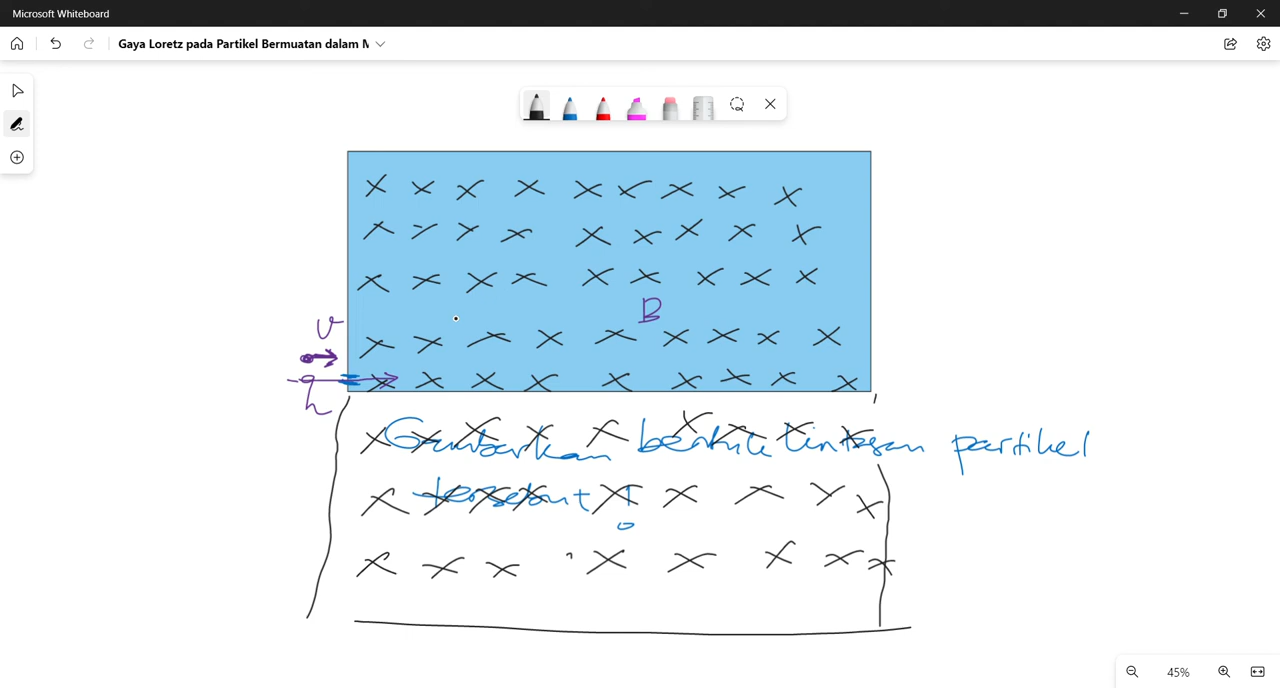 Microsoft Whiteboard
Gaya Loretz pada Partikel Bermuatan dalam M
B
v
Gambarkan bentuk lintasan partikel
tersebut !
45%